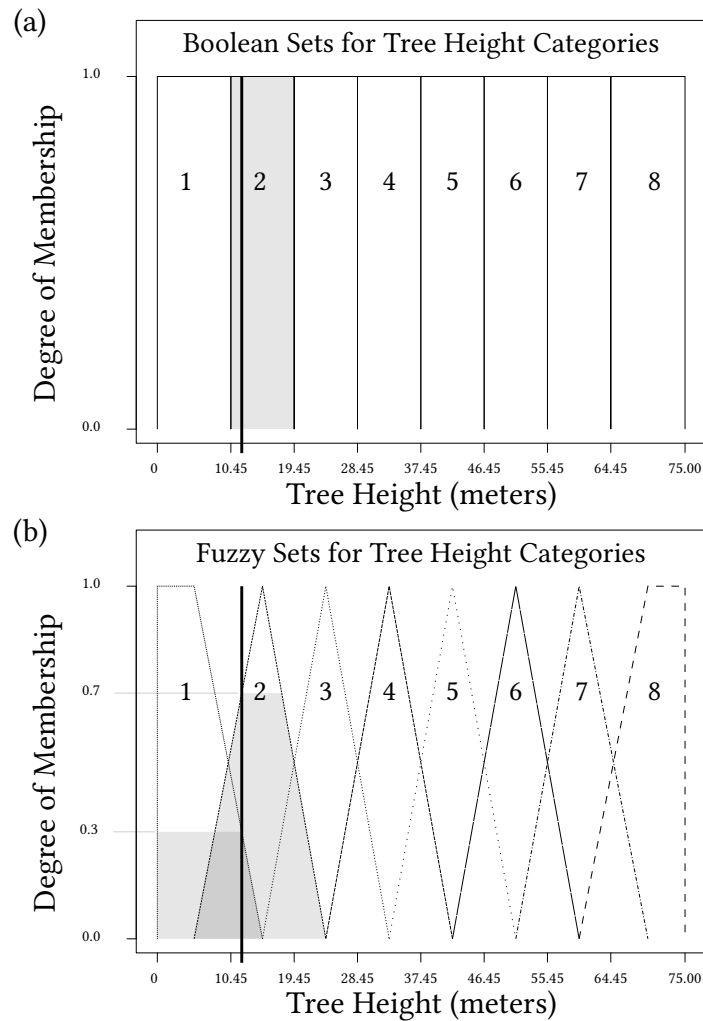 (a)
Boolean Sets for Tree Height Categories
Degree of Membership
1.0
0.0
1 2 3 4 5 6 7 8
0 10.45 19.45 28.45 37.45 46.45 55.45 64.45 75.00
Tree Height (meters)
(b)
Fuzzy Sets for Tree Height Categories
Degree of Membership
1.0
0.7
0.3
0.0
1 2 3 4 5 6 7 8
0 10.45 19.45 28.45 37.45 46.45 55.45 64.45 75.00
Tree Height (meters)